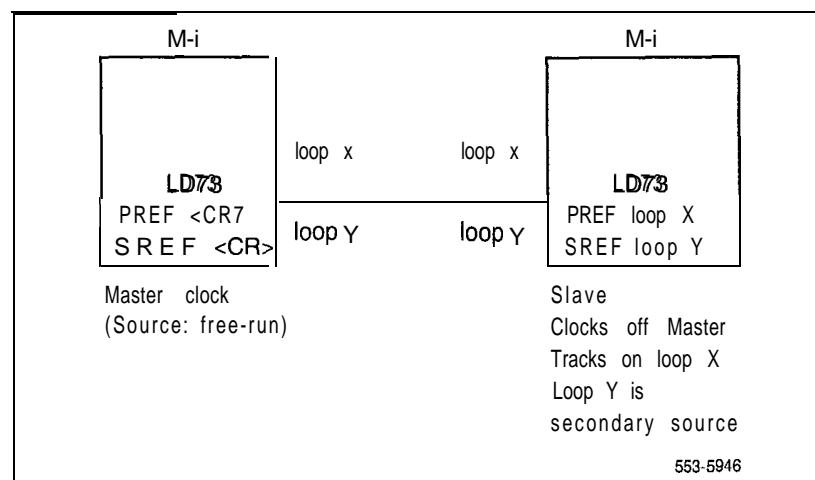 M-i
M-i
loop x
loop x
LD73
PREF <CR7
SREF <CR>
loop Y
loop Y
LD73
PREF loop X
SREF loop Y
Master clock
(Source: free-run)
Slave
Clocks off Master
Tracks on loop X
Loop Y is
secondary source
553-5946